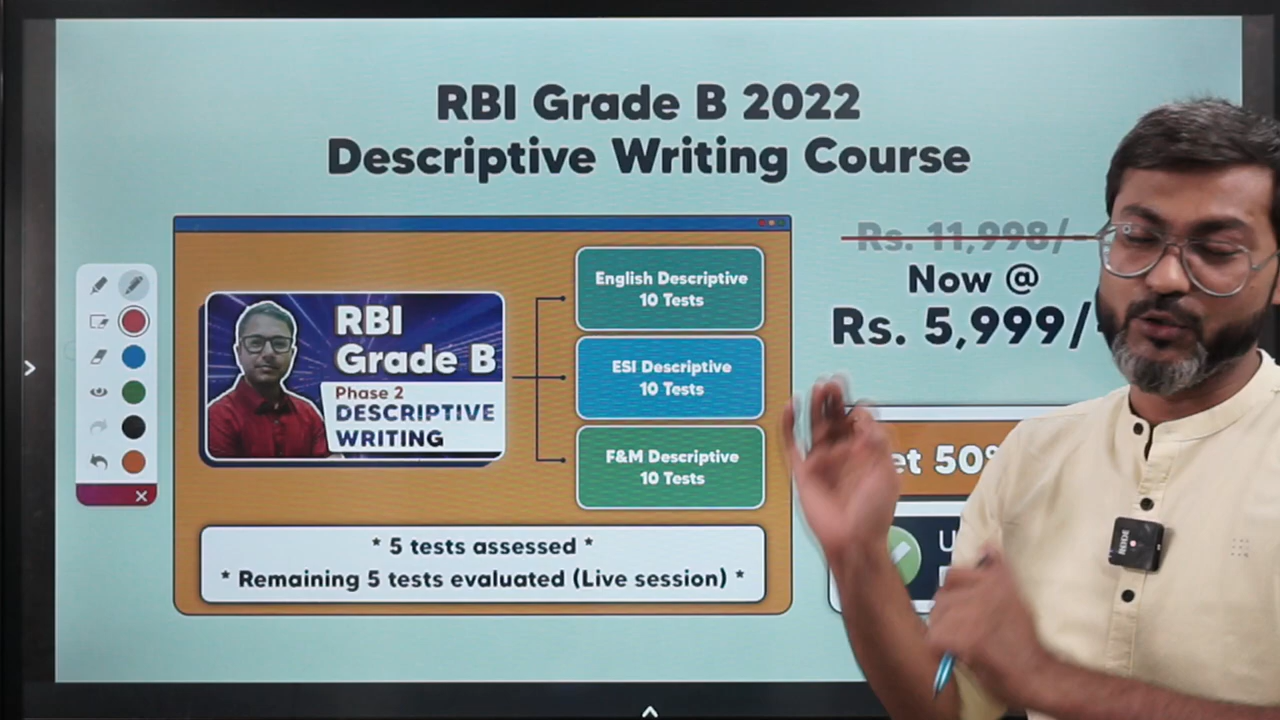 RBI Grade B 2022
Descriptive Writing Course
RBI
Grade B
Phase 2
DESCRIPTIVE
WRITING
English Descriptive
10 Tests
ESI Descriptive
10 Tests
F&M Descriptive
10 Tests
* 5 tests assessed *
* Remaining 5 tests evaluated (Live session) *
Rs. 11,998/-
Now @
Rs. 5,999/-
50%
RODE